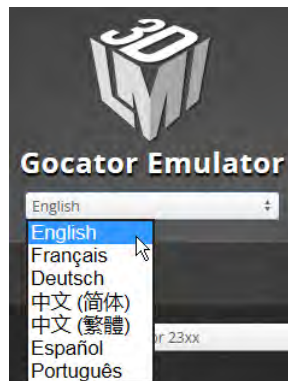 3D
LMI
Gocator Emulator
English
English
Français
Deutsch
中文 (简体)
中文 (繁體)
r 23xx
Español
Português